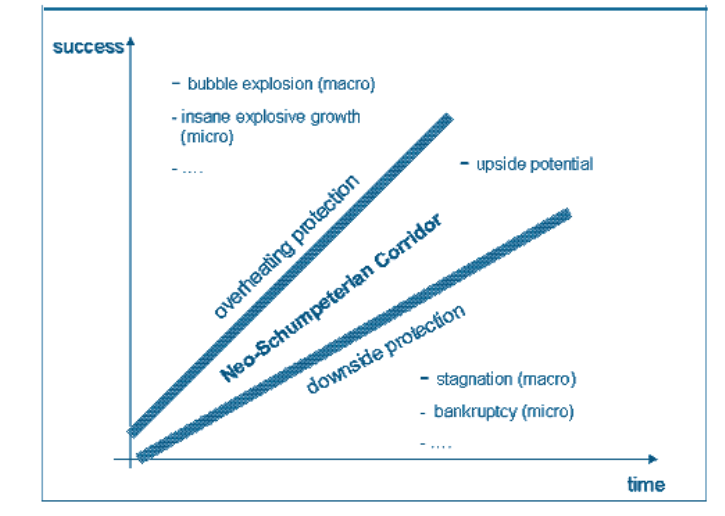 success
– bubble explosion (macro)
- insane explosive growth
(micro)
- ....
– upside potential
overheating protection
Neo-Schumpeterian Corridor
downside protection
– stagnation (macro)
- bankruptcy (micro)
- ....
time